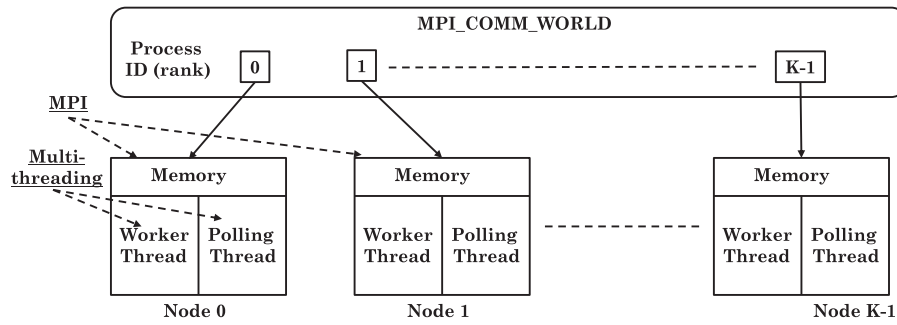 MPI_COMM_WORLD
Process
ID (rank)
0
1
K-1
MPI
Multi-
threading
Memory
Worker
Thread
Polling
Thread
Node 0
Memory
Worker
Thread
Polling
Thread
Node 1
Memory
Worker
Thread
Polling
Thread
Node K-1